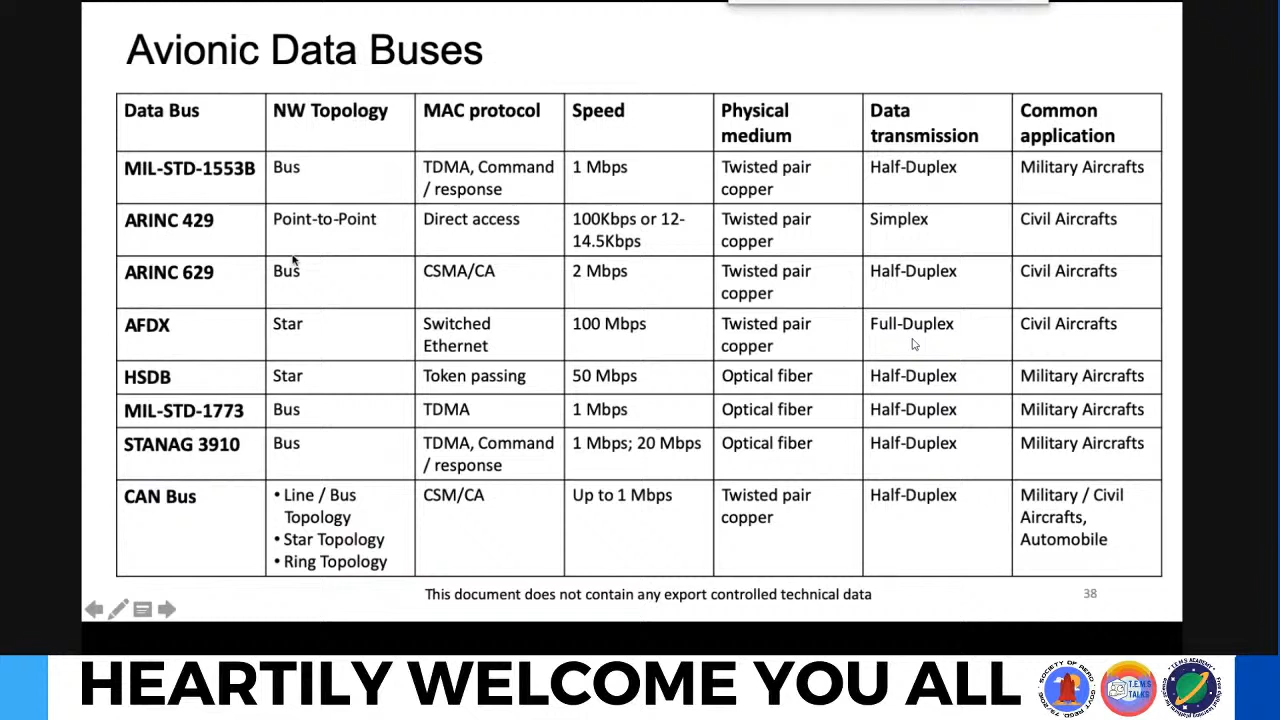 Avionic Data Buses
Data Bus NW Topology MAC protocol Speed Physical medium Data transmission Common application
MIL-STD-1553B Bus TDMA, Command / response 1 Mbps Twisted pair copper Half-Duplex Military Aircrafts
ARINC 429 Point-to-Point Direct access 100Kbps or 12-14.5Kbps Twisted pair copper Simplex Civil Aircrafts
ARINC 629 Bus CSMA/CA 2 Mbps Twisted pair copper Half-Duplex Civil Aircrafts
AFDX Star Switched Ethernet 100 Mbps Twisted pair copper Full-Duplex Civil Aircrafts
HSDB Star Token passing 50 Mbps Optical fiber Half-Duplex Military Aircrafts
MIL-STD-1773 Bus TDMA 1 Mbps Optical fiber Half-Duplex Military Aircrafts
STANAG 3910 Bus TDMA, Command / response 1 Mbps; 20 Mbps Optical fiber Half-Duplex Military Aircrafts
CAN Bus • Line / Bus Topology • Star Topology • Ring Topology CSM/CA Up to 1 Mbps Twisted pair copper Half-Duplex Military / Civil Aircrafts, Automobile
This document does not contain any export controlled technical data
38
HEARTILY WELCOME YOU ALL
SOCIETY OF AERO
T.E.M.S
TALKS
T.E.M.S ACADEMY